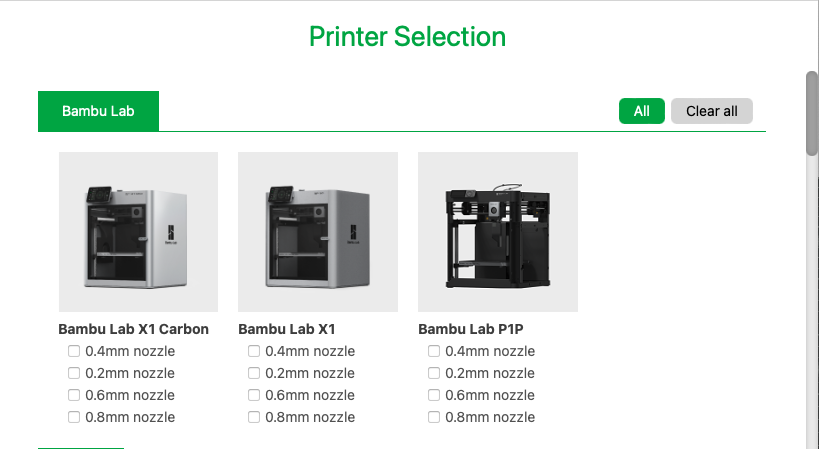 Printer Selection
Bambu Lab
All
Clear all
Bambu Lab X1 Carbon
0.4mm nozzle
0.2mm nozzle
0.6mm nozzle
0.8mm nozzle
Bambu Lab X1
0.4mm nozzle
0.2mm nozzle
0.6mm nozzle
0.8mm nozzle
Bambu Lab P1P
0.4mm nozzle
0.2mm nozzle
0.6mm nozzle
0.8mm nozzle